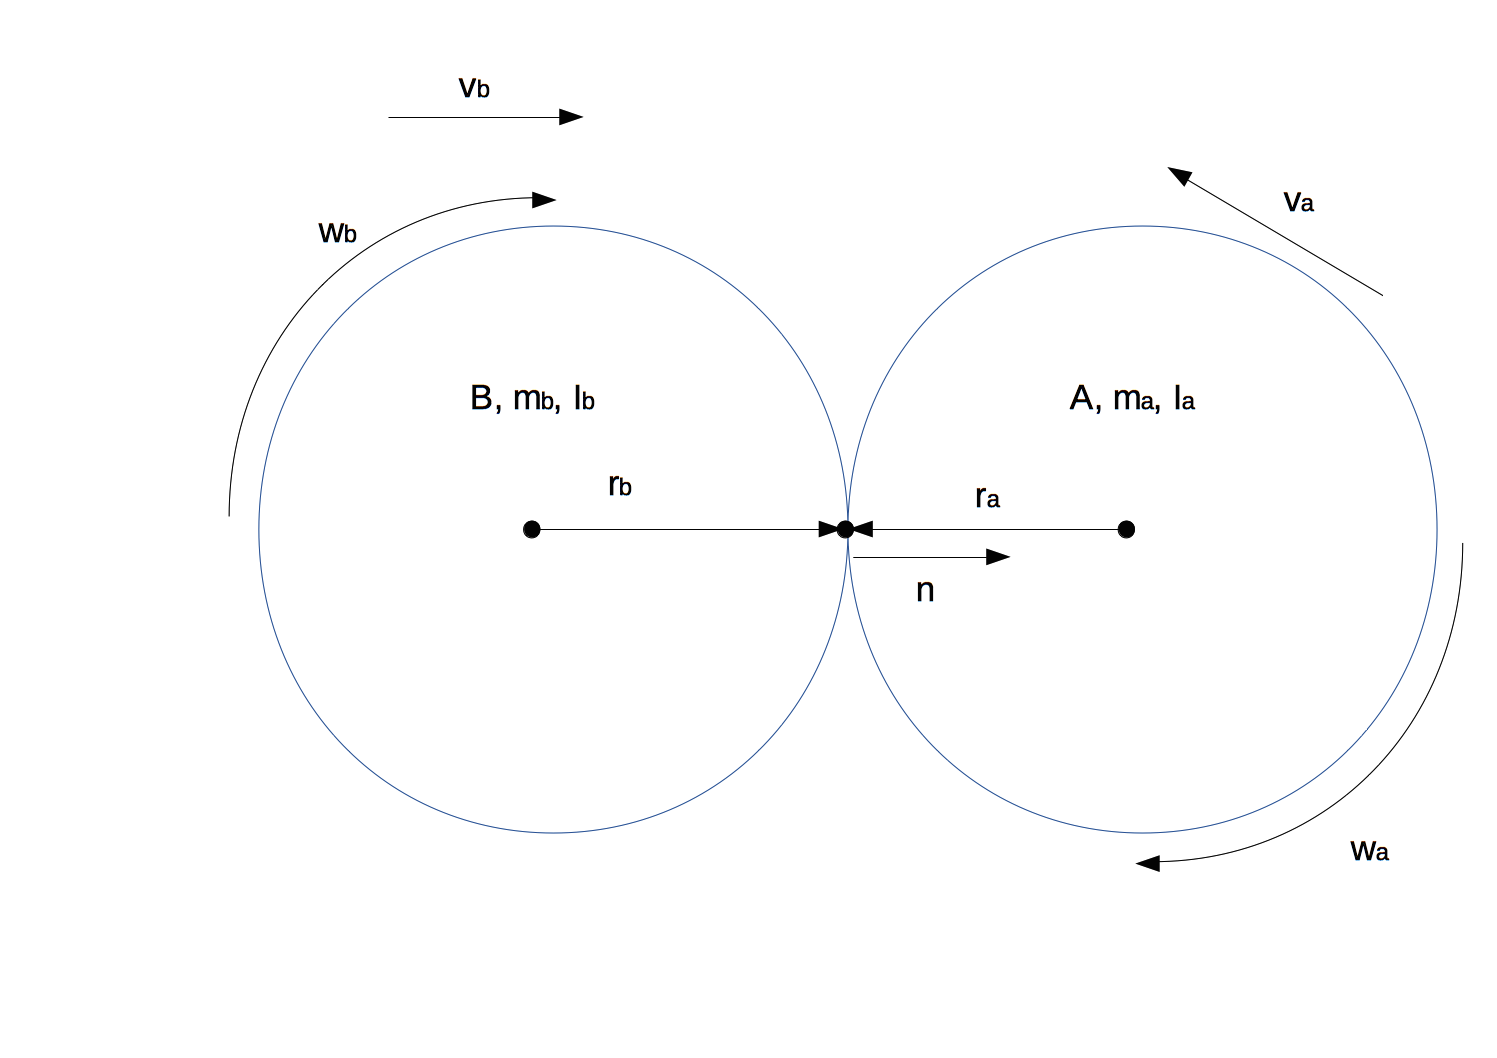 vb
va
wb
B, mb, Ib
A, ma, Ia
rb
ra
n
wa